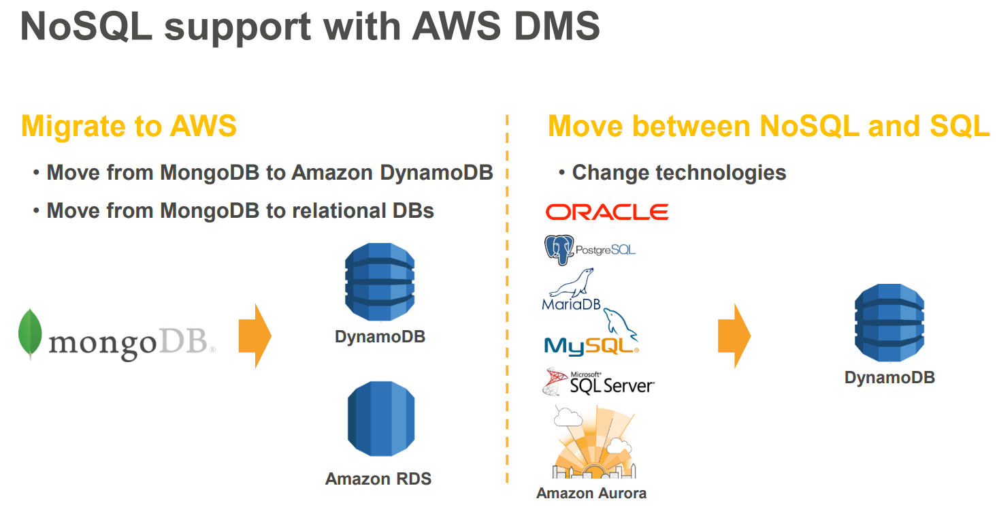 NoSQL support with AWS DMS
Migrate to AWS
• Move from MongoDB to Amazon DynamoDB
• Move from MongoDB to relational DBs
mongoDB®
DynamoDB
Amazon RDS
Move between NoSQL and SQL
• Change technologies
ORACLE
PostgreSQL
MariaDB
MySQL®
Microsoft®
SQL Server®
Amazon Aurora
DynamoDB